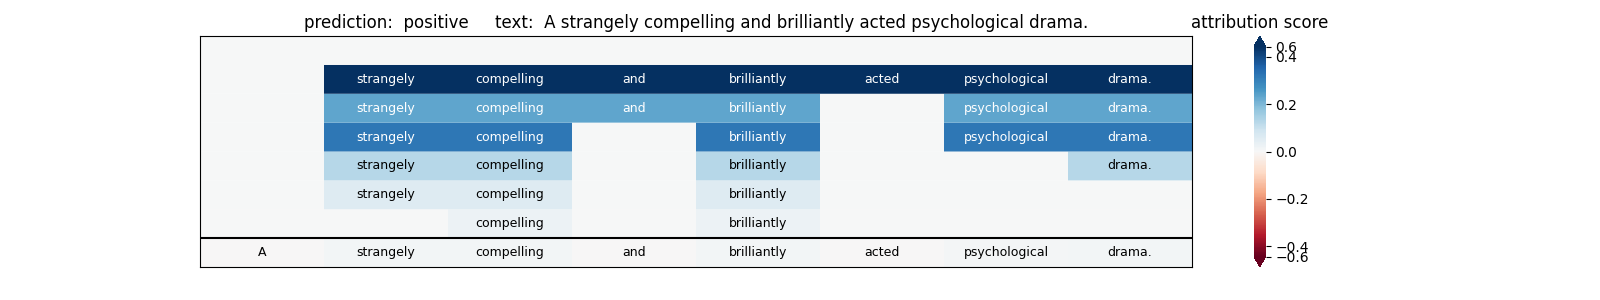 prediction:  positive     text:  A strangely compelling and brilliantly acted psychological drama.
attribution score
strangely compelling and brilliantly acted psychological drama.
strangely compelling and brilliantly psychological drama.
strangely compelling brilliantly psychological drama.
strangely compelling brilliantly drama.
strangely compelling brilliantly
compelling brilliantly
A strangely compelling and brilliantly acted psychological drama.
0.6
0.4
0.2
0.0
−0.2
−0.4
−0.6